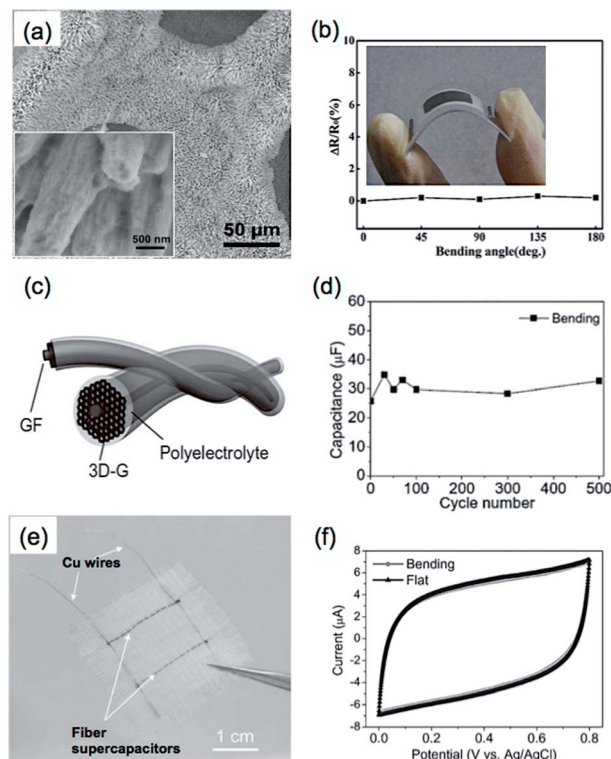 (a)
500 nm
50 μm
(b)
ΔR/R₀(%)
10
8
6
4
2
0
0
45
90
135
180
Bending angle(deg.)
(c)
GF
3D-G
Polyelectrolyte
(d)
Capacitance (μF)
60
50
40
30
20
10
0
0
100
200
300
400
500
Cycle number
Bending
(e)
Cu wires
Fiber
supercapacitors
1 cm
(f)
Current (μA)
8
6
4
2
0
-2
-4
-6
-8
0.0
0.2
0.4
0.6
0.8
Potential (V vs. Ag/AgCl)
Bending
Flat